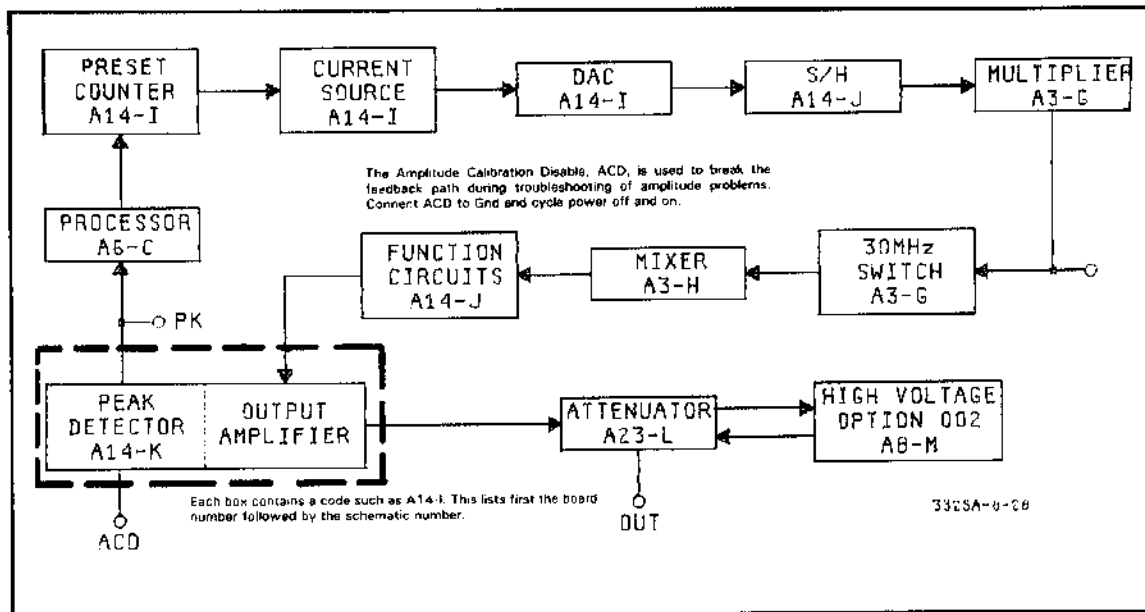 PRESET
COUNTER
A14-I
CURRENT
SOURCE
A14-I
DAC
A14-I
S/H
A14-J
MULTIPLIER
A3-G
The Amplitude Calibration Disable, ACD, is used to break the
feedback path during troubleshooting of amplitude problems.
Connect ACD to Gnd and cycle power off and on.
PROCESSOR
A6-C
FUNCTION
CIRCUITS
A14-J
MIXER
A3-H
30MHz
SWITCH
A3-G
PK
PEAK
DETECTOR
A14-K
OUTPUT
AMPLIFIER
ATTENUATOR
A23-L
HIGH VOLTAGE
OPTION 002
A8-M
Each box contains a code such as A14-I. This lists first the board
number followed by the schematic number.
ACD
OUT